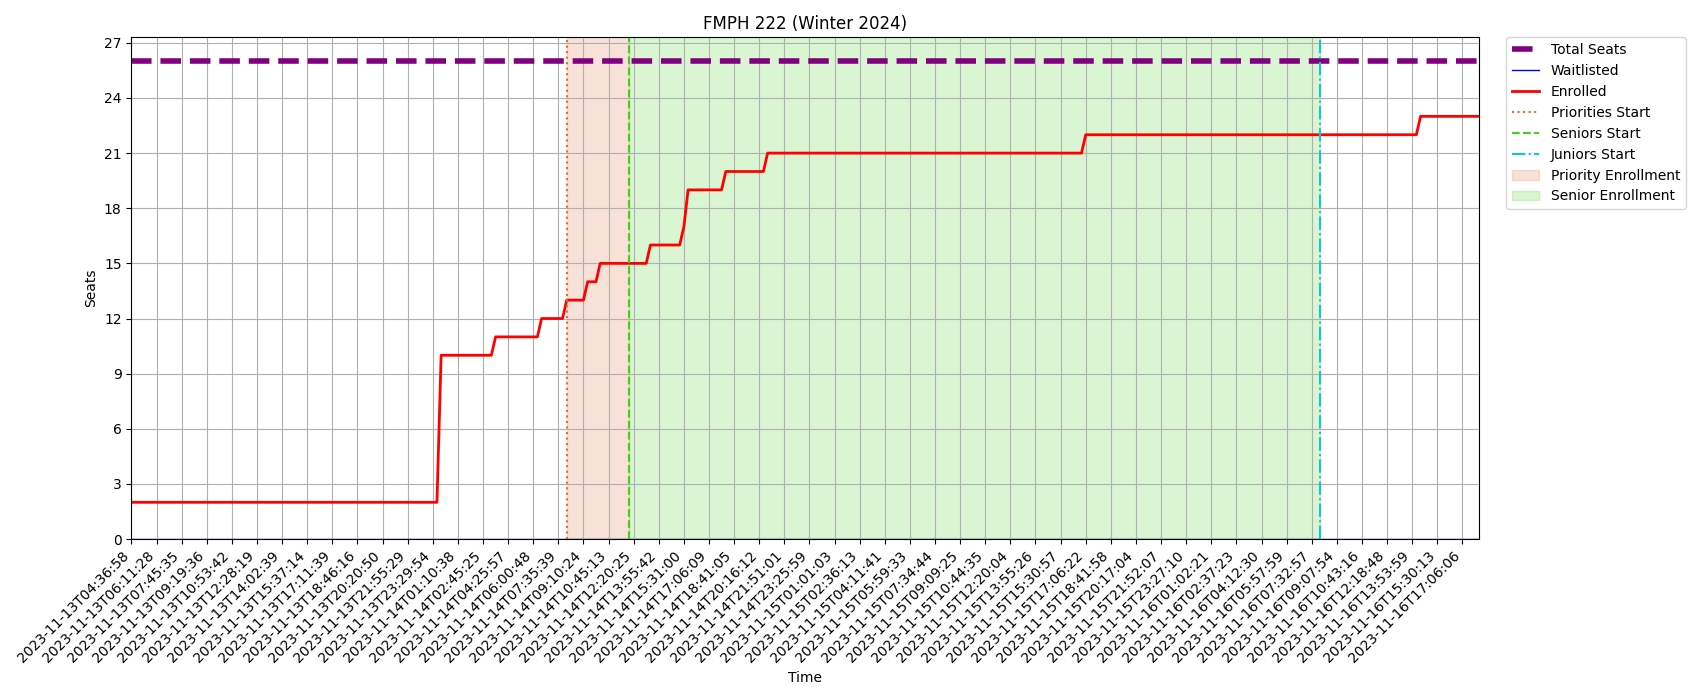 FMPH 222 (Winter 2024)
Seats
27
24
21
18
15
12
9
6
3
0
2023-11-13T04:36:58
2023-11-13T06:11:28
2023-11-13T07:45:35
2023-11-13T09:19:36
2023-11-13T10:53:42
2023-11-13T12:28:19
2023-11-13T14:02:39
2023-11-13T15:37:14
2023-11-13T17:11:39
2023-11-13T18:46:16
2023-11-13T20:20:50
2023-11-13T21:55:29
2023-11-13T23:29:54
2023-11-14T01:10:38
2023-11-14T02:45:25
2023-11-14T04:25:57
2023-11-14T06:00:48
2023-11-14T07:35:39
2023-11-14T09:10:24
2023-11-14T10:45:13
2023-11-14T12:20:25
2023-11-14T13:55:42
2023-11-14T15:31:00
2023-11-14T17:06:09
2023-11-14T18:41:05
2023-11-14T20:16:12
2023-11-14T21:51:01
2023-11-14T23:25:59
2023-11-15T01:01:03
2023-11-15T02:36:13
2023-11-15T04:11:41
2023-11-15T05:59:33
2023-11-15T07:34:44
2023-11-15T09:09:25
2023-11-15T10:44:35
2023-11-15T12:20:04
2023-11-15T13:55:26
2023-11-15T15:30:57
2023-11-15T17:06:22
2023-11-15T18:41:58
2023-11-15T20:17:04
2023-11-15T21:52:07
2023-11-15T23:27:10
2023-11-16T01:02:21
2023-11-16T02:37:23
2023-11-16T04:12:30
2023-11-16T05:57:59
2023-11-16T07:32:57
2023-11-16T09:07:54
2023-11-16T10:43:16
2023-11-16T12:18:48
2023-11-16T13:53:59
2023-11-16T15:30:13
2023-11-16T17:06:06
Time
Total Seats
Waitlisted
Enrolled
Priorities Start
Seniors Start
Juniors Start
Priority Enrollment
Senior Enrollment